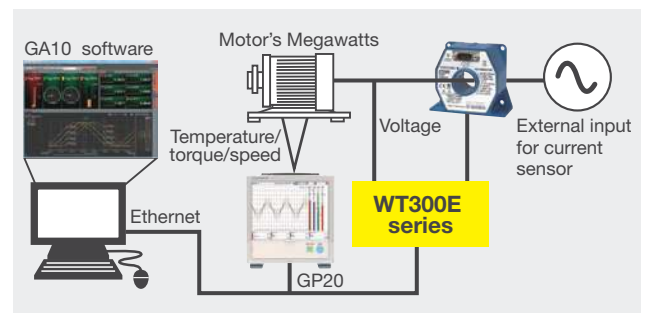 GA10 software
Motor's Megawatts
Temperature/
torque/speed
Voltage
External input
for current
sensor
WT300E
series
Ethernet
GP20